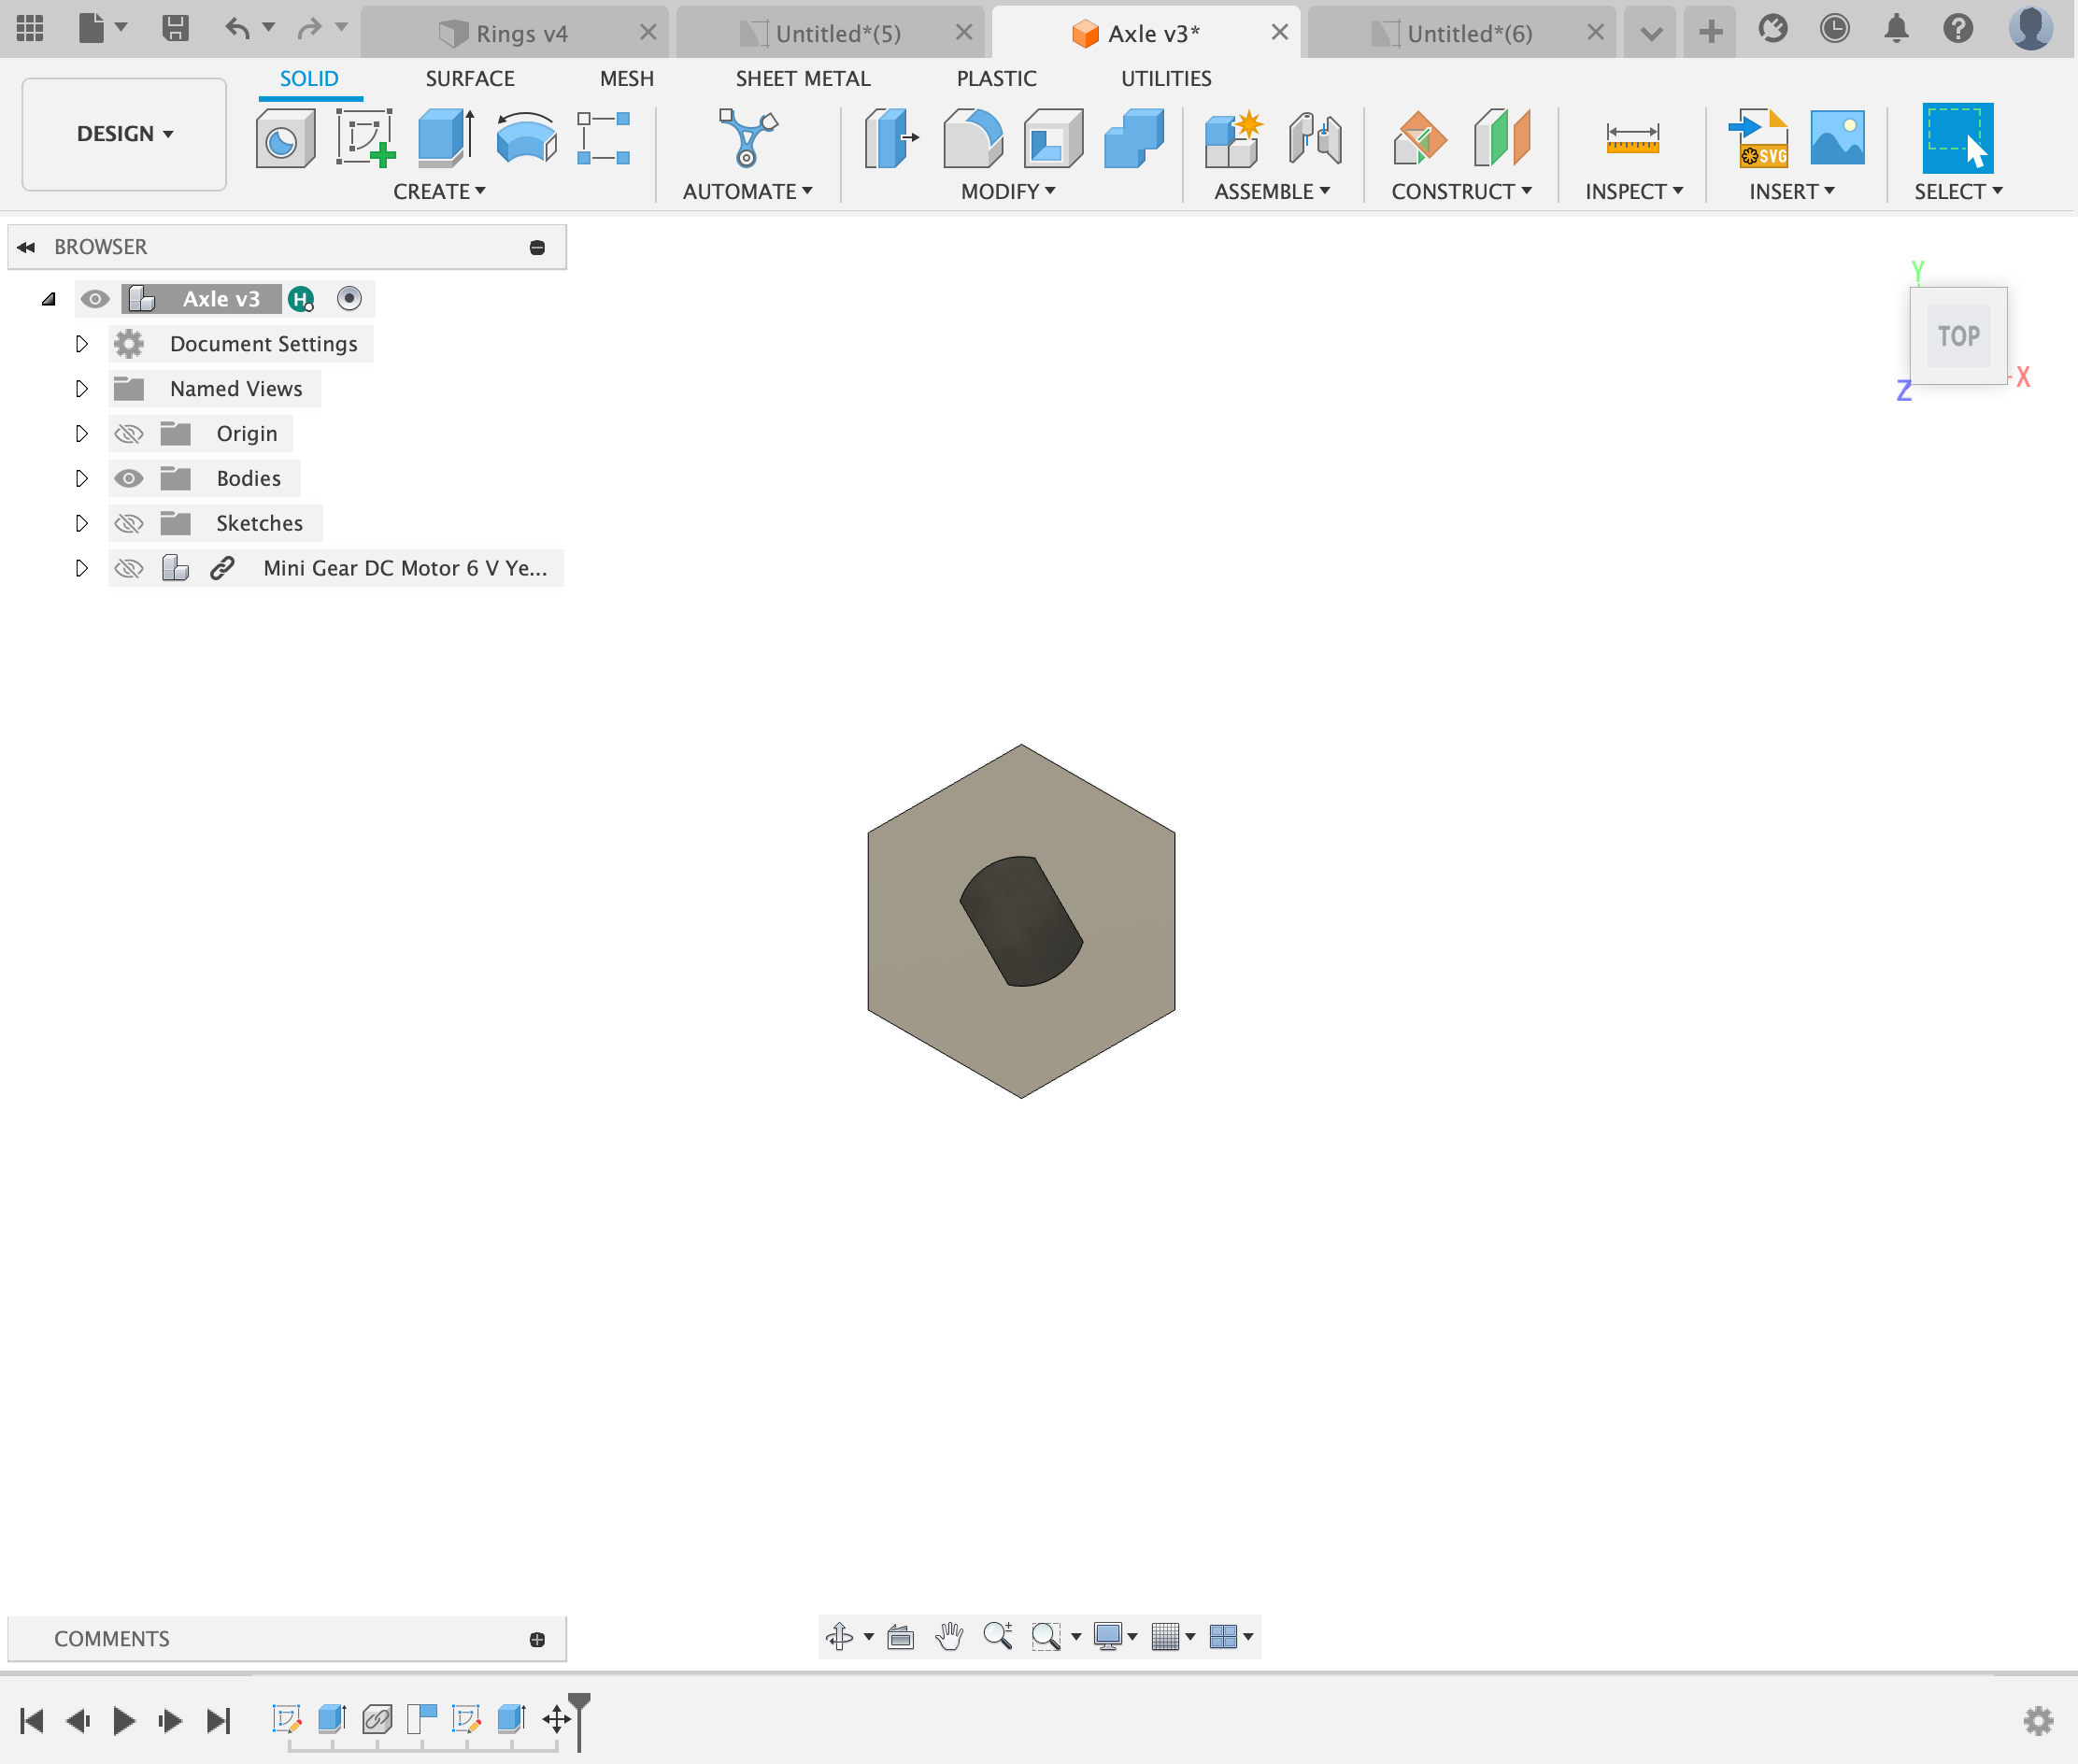 Rings v4
Untitled*(5)
Axle v3*
Untitled*(6)
DESIGN
SOLID
SURFACE
MESH
SHEET METAL
PLASTIC
UTILITIES
SVG
CREATE
AUTOMATE
MODIFY
ASSEMBLE
CONSTRUCT
INSPECT
INSERT
SELECT
BROWSER
Axle v3
H
Document Settings
Named Views
Origin
Bodies
Sketches
Mini Gear DC Motor 6 V Ye...
Y
TOP
X
Z
COMMENTS